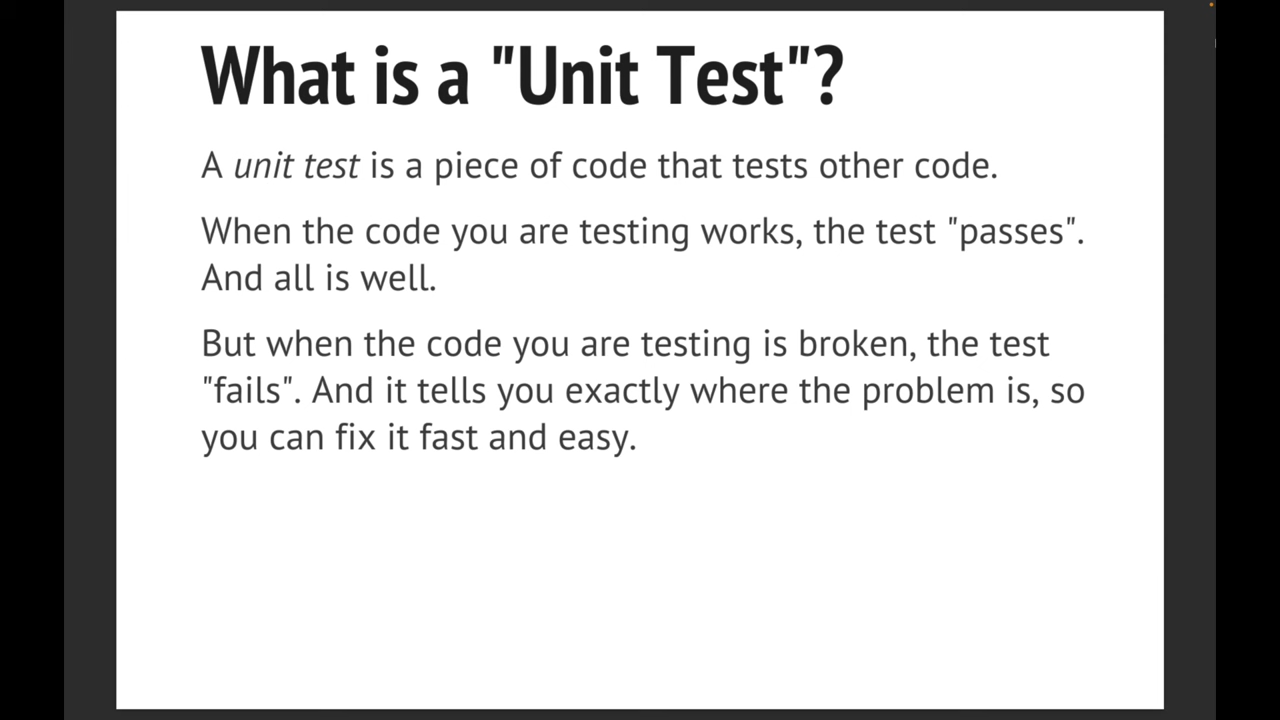 What is a "Unit Test"?
A unit test is a piece of code that tests other code.
When the code you are testing works, the test "passes".
And all is well.
But when the code you are testing is broken, the test
"fails". And it tells you exactly where the problem is, so
you can fix it fast and easy.